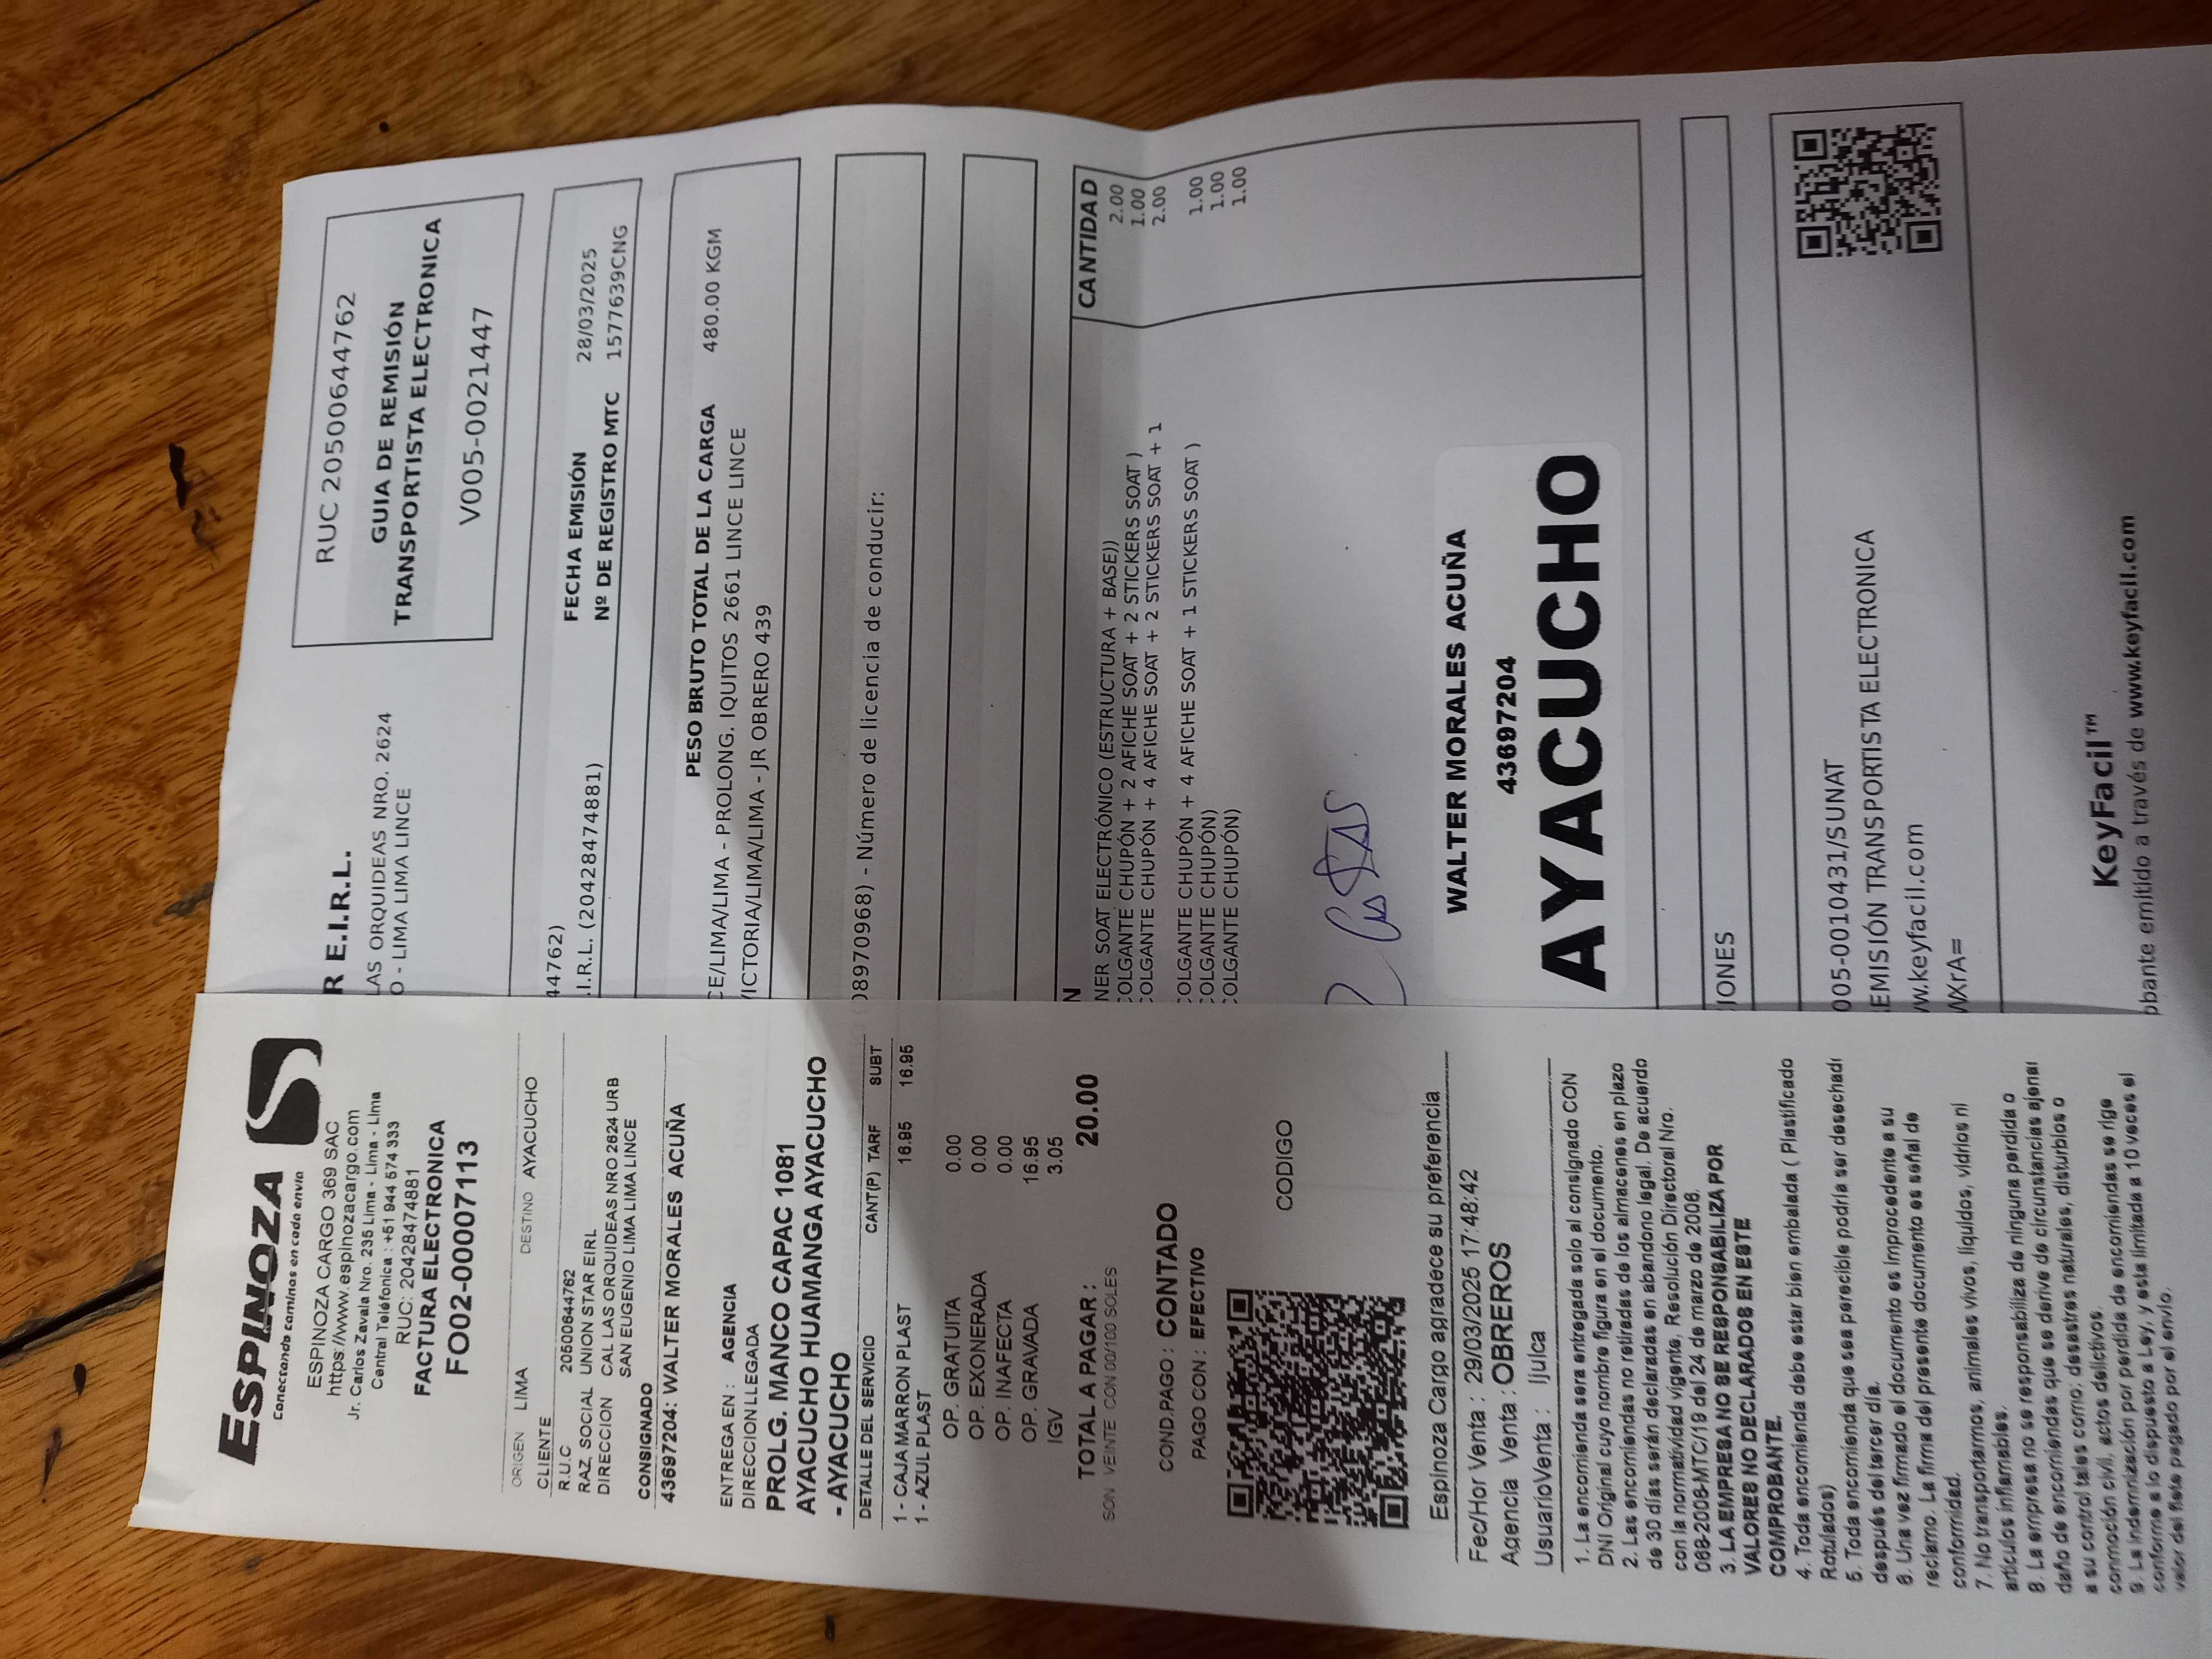 ESPINOZA
Conectando caminos en cada envío
ESPINOZA CARGO 369 SAC
https://www.espinozacargo.com
Jr. Carlos Zavala Nro. 235 Lima - Lima - Lima
Central Telefónica : +51 944 574 333
RUC: 20428474881
FACTURA ELECTRONICA
FO02-00007113
ORIGEN LIMA DESTINO AYACUCHO
CLIENTE
R.U.C 20500644762
RAZ. SOCIAL UNION STAR EIRL
DIRECCION CAL LAS ORQUIDEAS NRO 2624 URB
SAN EUGENIO LIMA LIMA LINCE
CONSIGNADO
43697204: WALTER MORALES ACUÑA
ENTREGA EN : AGENCIA
DIRECCION LLEGADA
PROLG. MANCO CAPAC 1081
AYACUCHO HUAMANGA AYACUCHO
- AYACUCHO
DETALLE DEL SERVICIO CANT(P) TARF SUBT
1 - CAJA MARRON PLAST 16.95 16.95
1 - AZUL PLAST
OP. GRATUITA 0.00
OP. EXONERADA 0.00
OP. INAFECTA 0.00
OP. GRAVADA 16.95
IGV 3.05
TOTAL A PAGAR : 20.00
SON VEINTE CON 00/100 SOLES
COND.PAGO : CONTADO
PAGO CON : EFECTIVO
CODIGO
Espinoza Cargo agradece su preferencia
Fec/Hor Venta : 29/03/2025 17:48:42
Agencia Venta : OBREROS
UsuarioVenta : ljulca
1. La encomienda sera entregada solo al consignado CON
DNI Original cuyo nombre figura en el documento.
2. Las encomiendas no retiradas de los almacenes en plazo
de 30 días serán declaradas en abandono legal. De acuerdo
con la normatividad vigente, Resolución Directoral Nro.
068-2006-MTC/19 del 24 de marzo de 2006.
3. LA EMPRESA NO SE RESPONSABILIZA POR
VALORES NO DECLARADOS EN ESTE
COMPROBANTE.
4. Toda encomienda debe estar bien embalada ( Plastificado
Rotulados)
5. Toda encomienda que sea perecible podría ser desechada
después del tercer día.
6. Una vez firmado el documento es improcedente a su
reclamo. La firma del presente documento es señal de
conformidad.
7. No transportarmos, animales vivos, líquidos, vidrios ni
artículos inflamables.
8. La empresa no se responsabiliza de ninguna perdida o
daño de encomiendas que se derive de circunstancias ajenas
a su control tales como; desastres naturales, disturbios o
conmoción civil, actos delictivos.
9. La indemnización por perdida de encomiendas se rige
conforme a lo dispuesto a Ley, y esta limitada a 10 veces el
valor del flete pagado por el envío.
R E.I.R.L.
LAS ORQUIDEAS NRO. 2624
O - LIMA LIMA LINCE
RUC 20500644762
GUIA DE REMISIÓN
TRANSPORTISTA ELECTRONICA
V005-0021447
44762)
.I.R.L. (20428474881)
FECHA EMISIÓN 28/03/2025
Nº DE REGISTRO MTC 1577639CNG
PESO BRUTO TOTAL DE LA CARGA 480.00 KGM
CE/LIMA/LIMA - PROLONG. IQUITOS 2661 LINCE LINCE
VICTORIA/LIMA/LIMA - JR OBRERO 439
08970968) - Número de licencia de conducir:
N CANTIDAD
NER SOAT ELECTRÓNICO (ESTRUCTURA + BASE)) 2.00
COLGANTE CHUPÓN + 2 AFICHE SOAT + 2 STICKERS SOAT ) 1.00
COLGANTE CHUPÓN + 4 AFICHE SOAT + 2 STICKERS SOAT + 1 2.00
COLGANTE CHUPÓN + 4 AFICHE SOAT + 1 STICKERS SOAT ) 1.00
COLGANTE CHUPÓN) 1.00
COLGANTE CHUPÓN) 1.00
WALTER MORALES ACUÑA
43697204
AYACUCHO
IONES
005-0010431/SUNAT
EMISIÓN TRANSPORTISTA ELECTRONICA
w.keyfacil.com
WXrA=
KeyFacil™
bante emitido a través de www.keyfacil.com